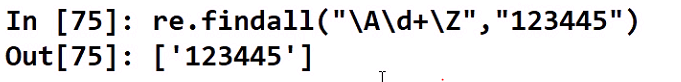 In [75]: re.findall("\A\d+\Z","123445")
Out[75]: ['123445']